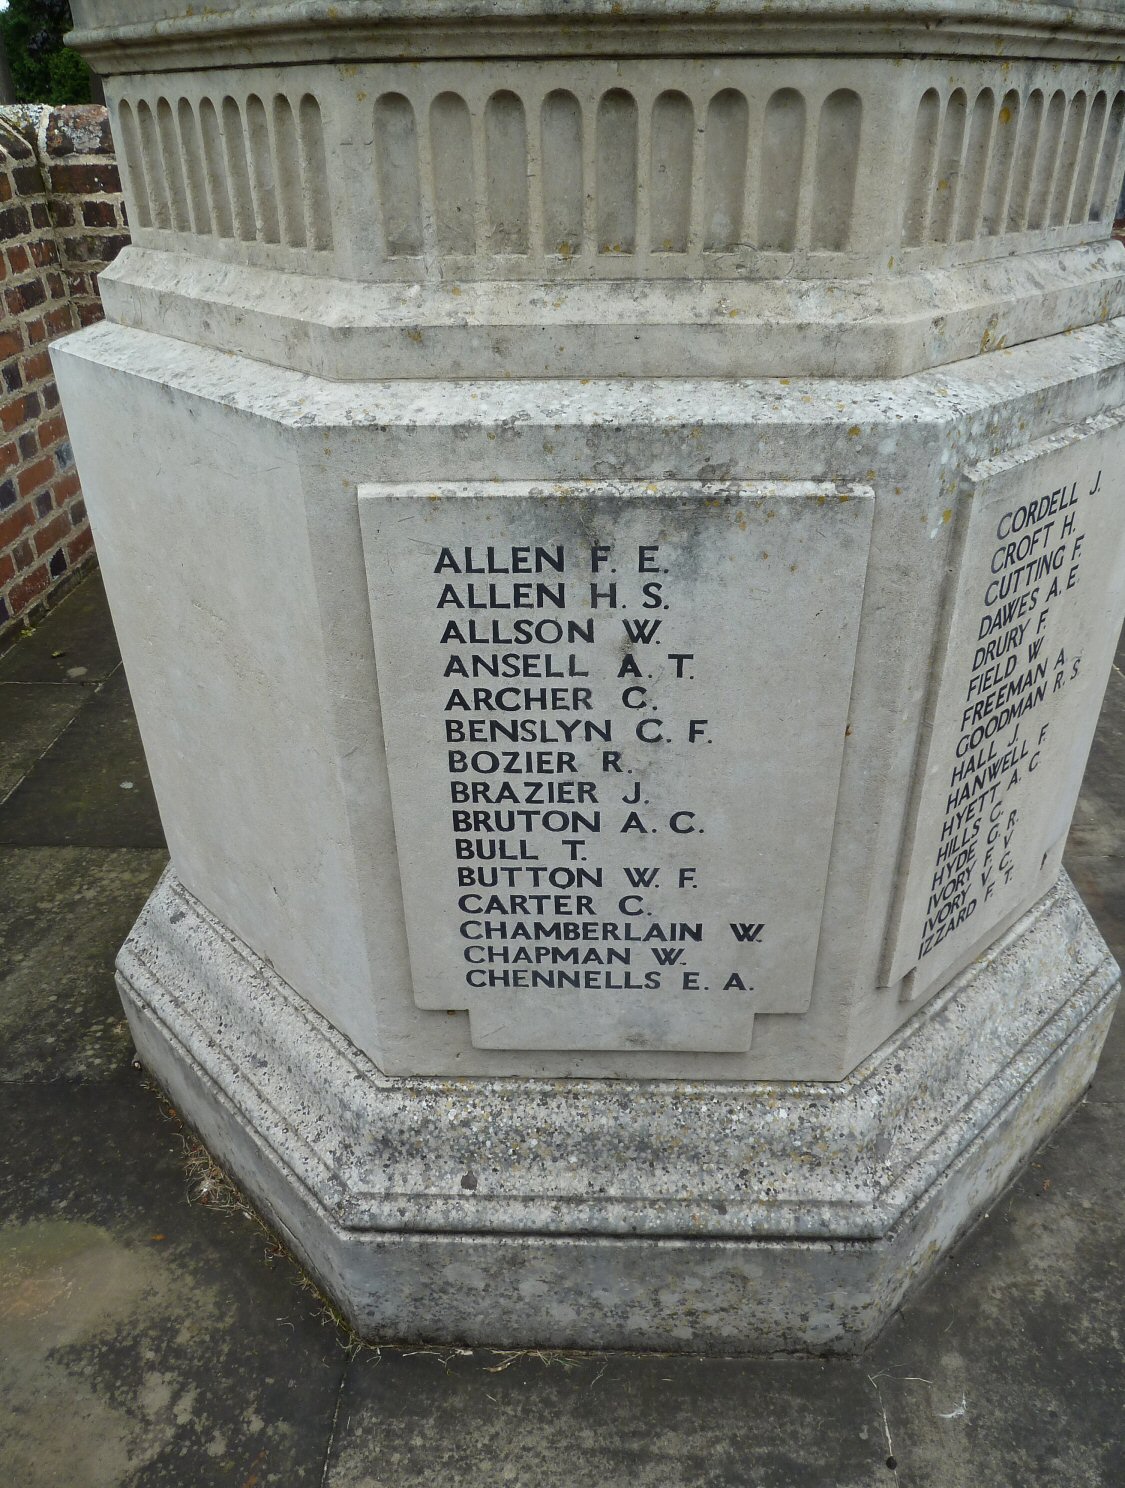 ALLEN F. E.
ALLEN H. S.
ALLSON W.
ANSELL A. T.
ARCHER C.
BENSLYN C. F.
BOZIER R.
BRAZIER J.
BRUTON A. C.
BULL T.
BUTTON W. F.
CARTER C.
CHAMBERLAIN W.
CHAPMAN W.
CHENNELLS E. A.
CORDELL J.
CROFT H.
CUTTING F.
DAWES A. E.
DRURY F.
FIELD W.
FREEMAN A.
GOODMAN R. S.
HALL J.
HANWELL F.
HYETT A. C.
HILLS C.
HYDE G. R.
IVORY F. V.
IVORY V. G.
IZZARD F. T.